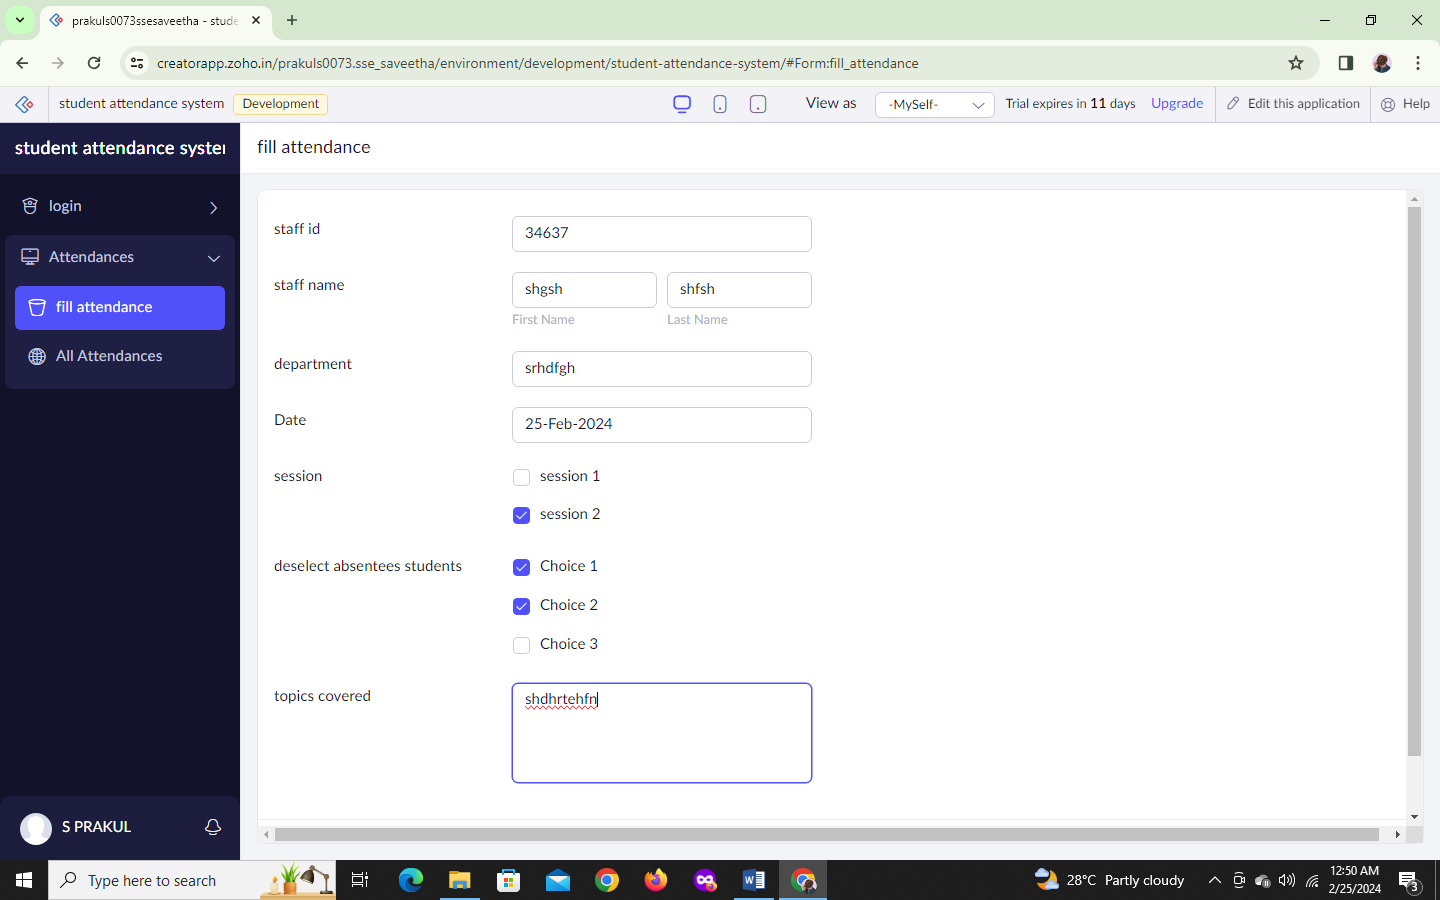 prakuls0073ssesaveetha - stude
creatorapp.zoho.in/prakuls0073.sse_saveetha/environment/development/student-attendance-system/#Form:fill_attendance
student attendance system Development View as -MySelf- Trial expires in 11 days Upgrade Edit this application Help
student attendance syster
fill attendance
login
Attendances
fill attendance
All Attendances
staff id 34637
staff name shgsh shfsh
First Name Last Name
department srhdfgh
Date 25-Feb-2024
session session 1
session 2
deselect absentees students Choice 1
Choice 2
Choice 3
topics covered shdhrtehfn
S PRAKUL
Type here to search
28°C Partly cloudy
12:50 AM
2/25/2024
3